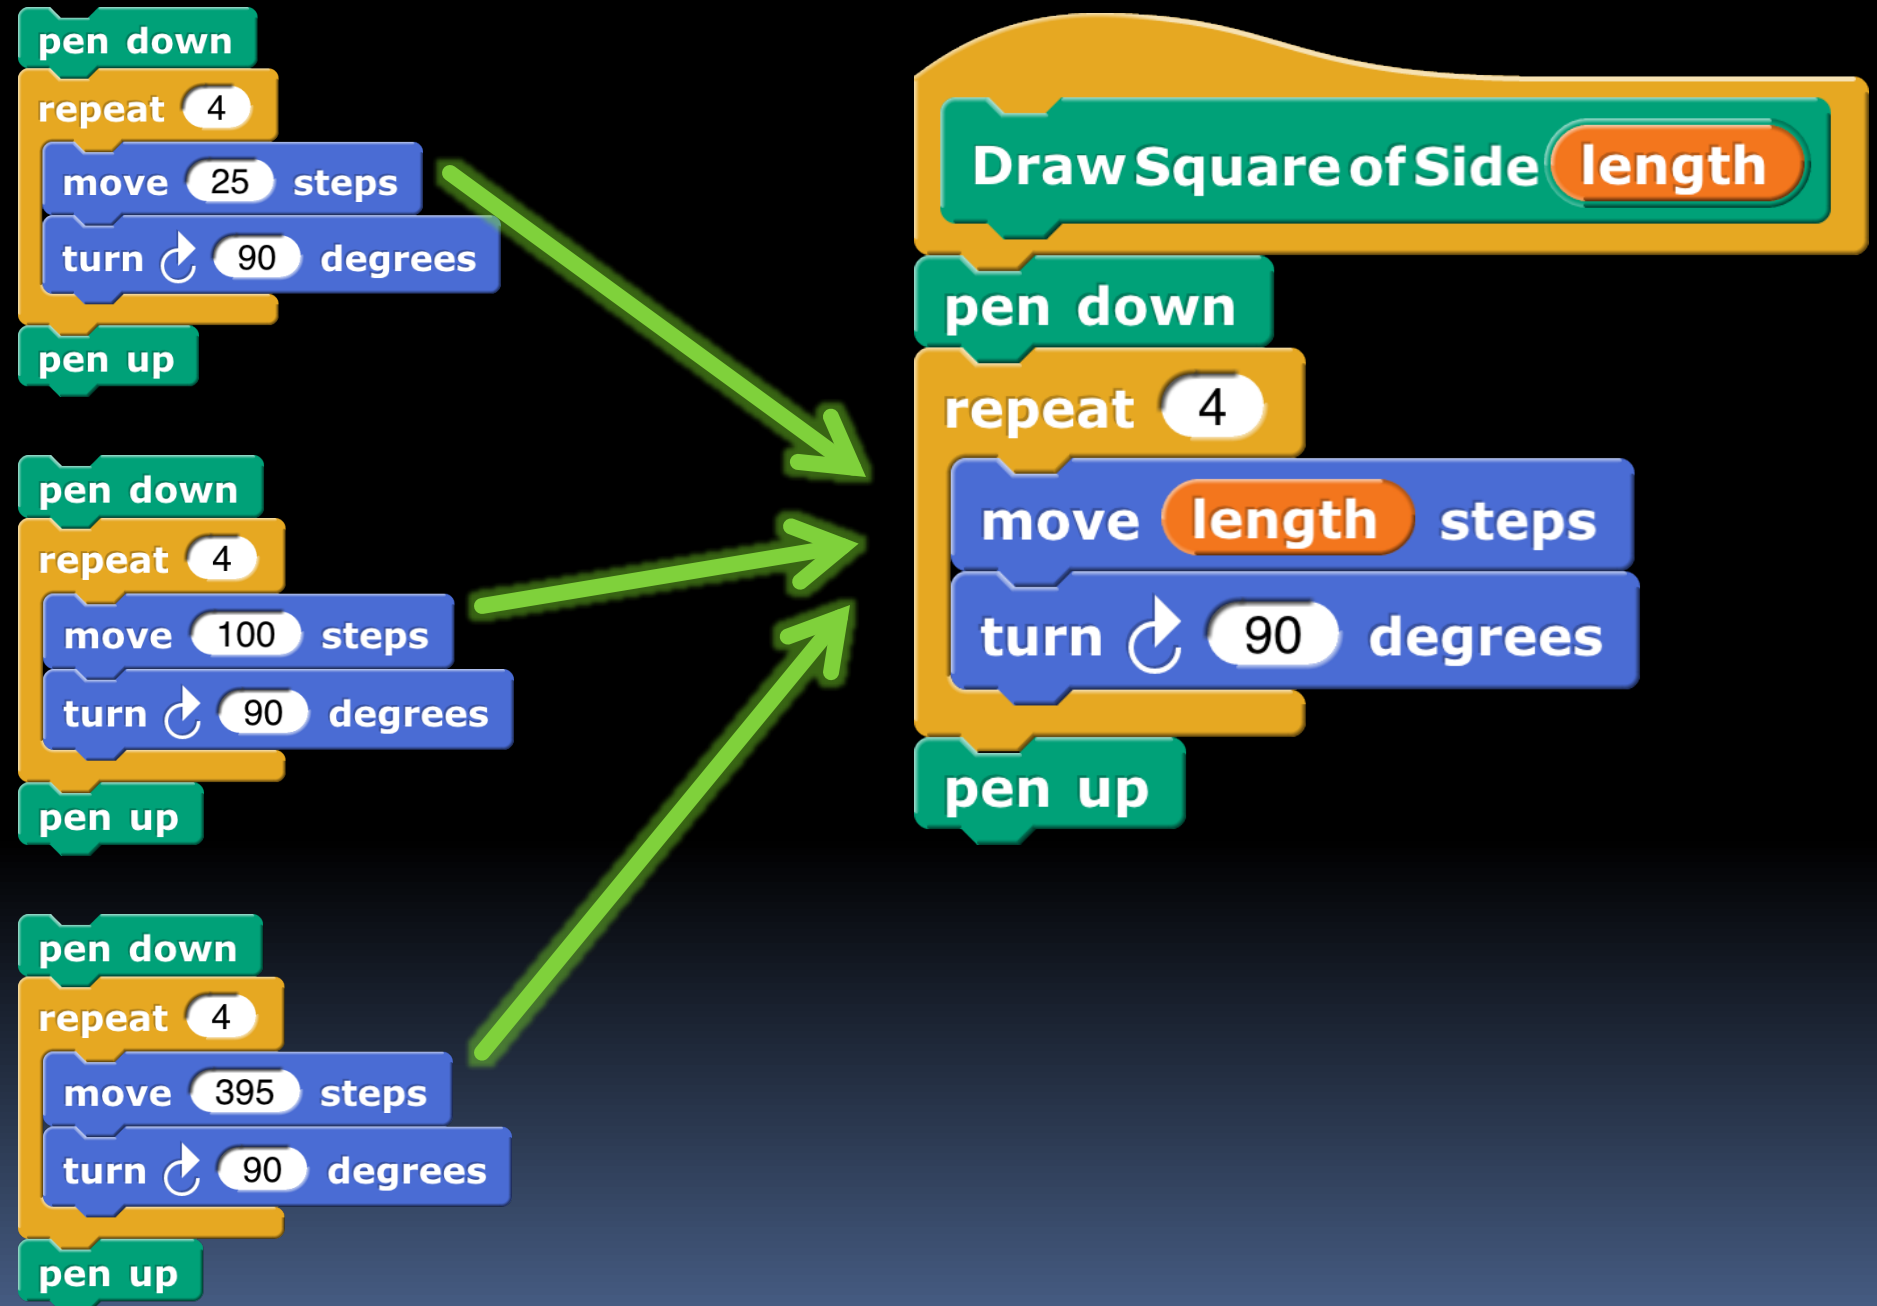 pen down
repeat 4
move 25 steps
turn 90 degrees
pen up
pen down
repeat 4
move 100 steps
turn 90 degrees
pen up
pen down
repeat 4
move 395 steps
turn 90 degrees
pen up
Draw Square of Side length
pen down
repeat 4
move length steps
turn 90 degrees
pen up